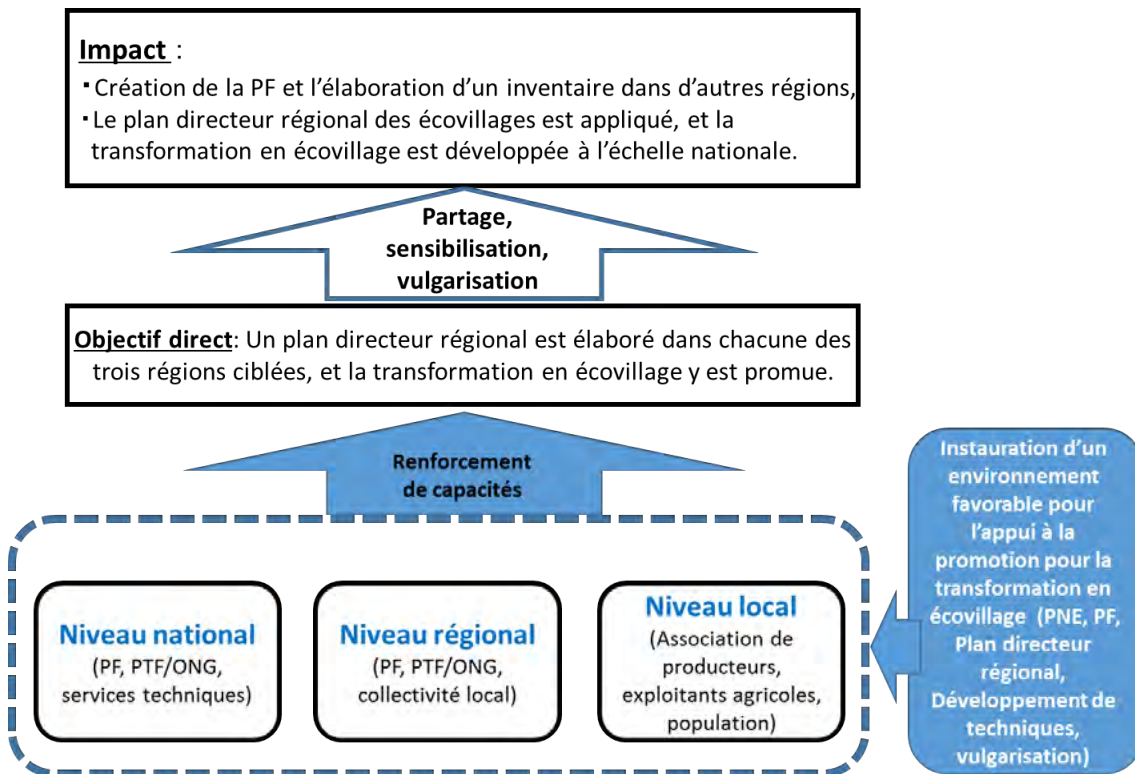 Impact :
▪ Création de la PF et l’élaboration d’un inventaire dans d’autres régions,
▪ Le plan directeur régional des écovillages est appliqué, et la
transformation en écovillage est développée à l’échelle nationale.
Partage,
sensibilisation,
vulgarisation
Objectif direct: Un plan directeur régional est élaboré dans chacune des
trois régions ciblées, et la transformation en écovillage y est promue.
Renforcement
de capacités
Niveau national
(PF, PTF/ONG,
services techniques)
Niveau régional
(PF, PTF/ONG,
collectivité local)
Niveau local
(Association de
producteurs,
exploitants agricoles,
population)
Instauration d’un
environnement
favorable pour
l’appui à la
promotion pour la
transformation en
écovillage (PNE, PF,
Plan directeur
régional,
Développement de
techniques,
vulgarisation)